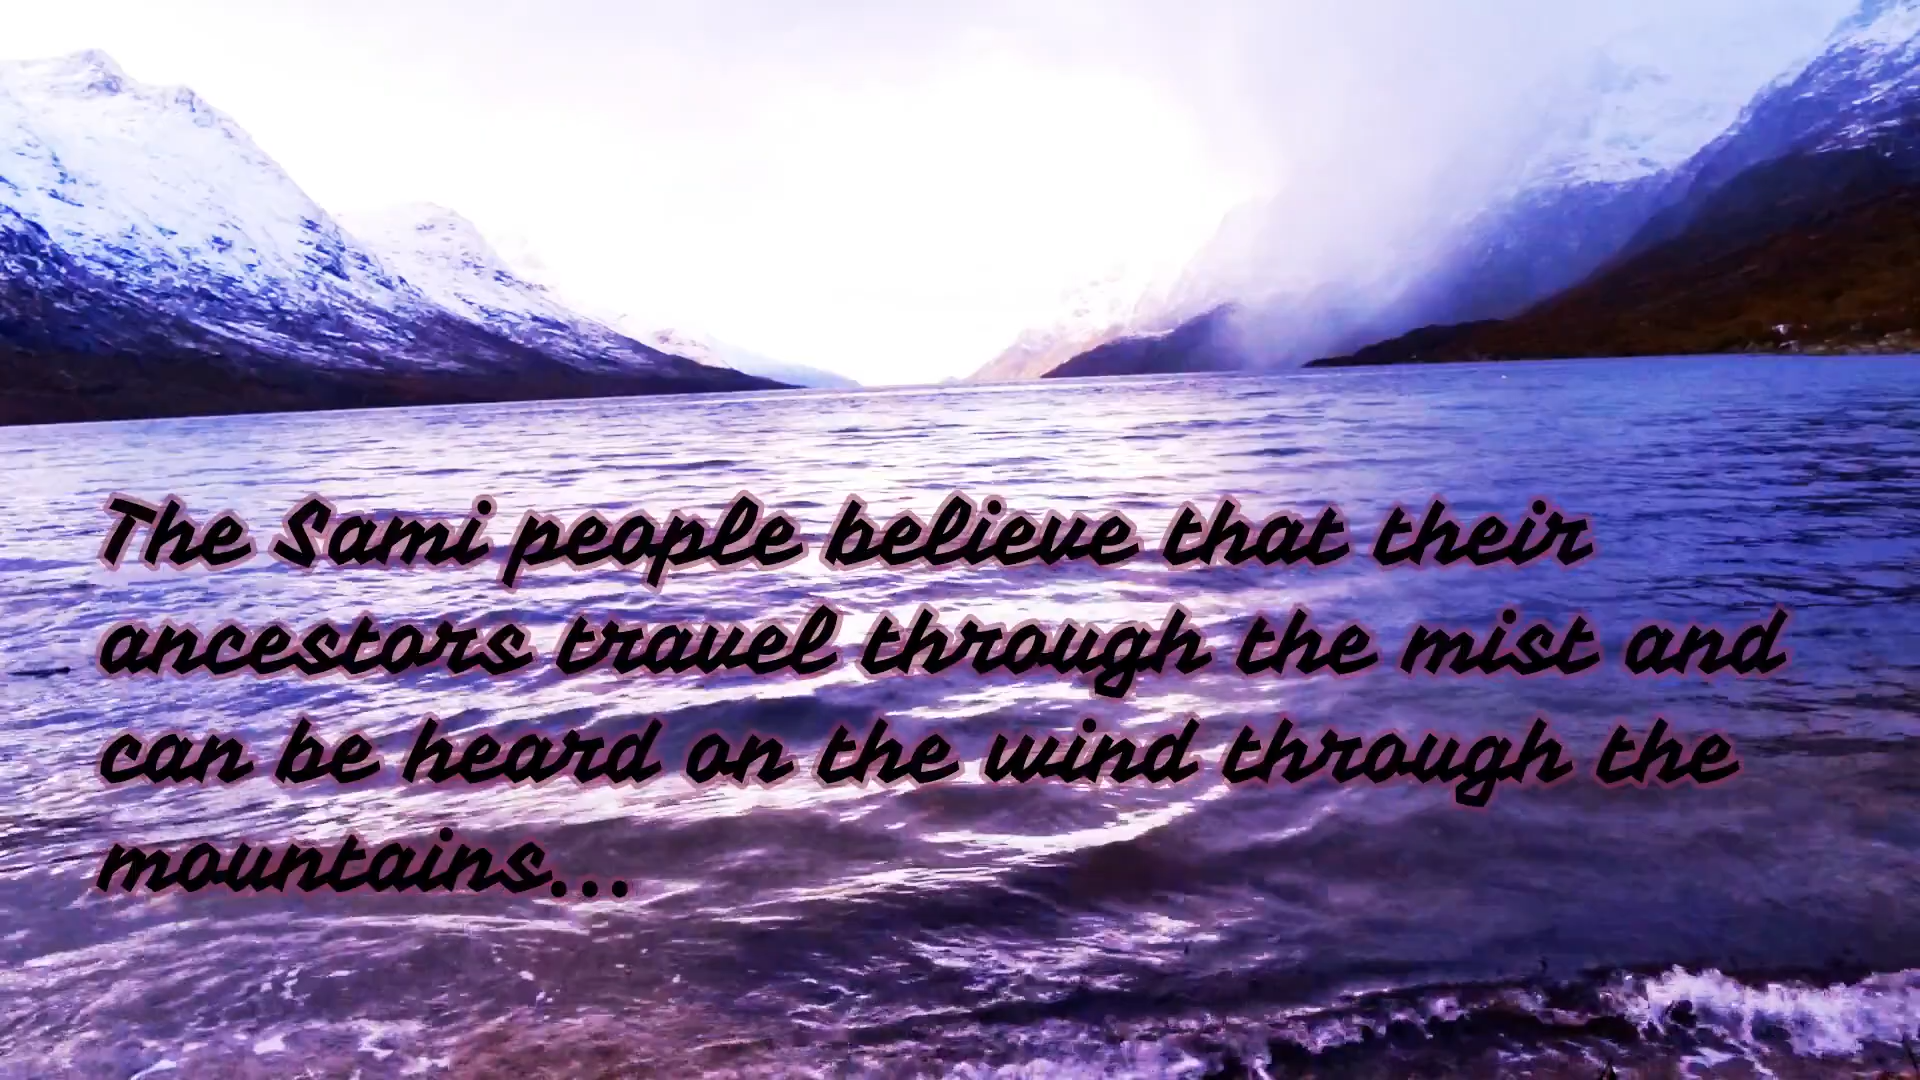 The Sami people believe that their
ancestors travel through the mist and
can be heard on the wind through the
mountains...